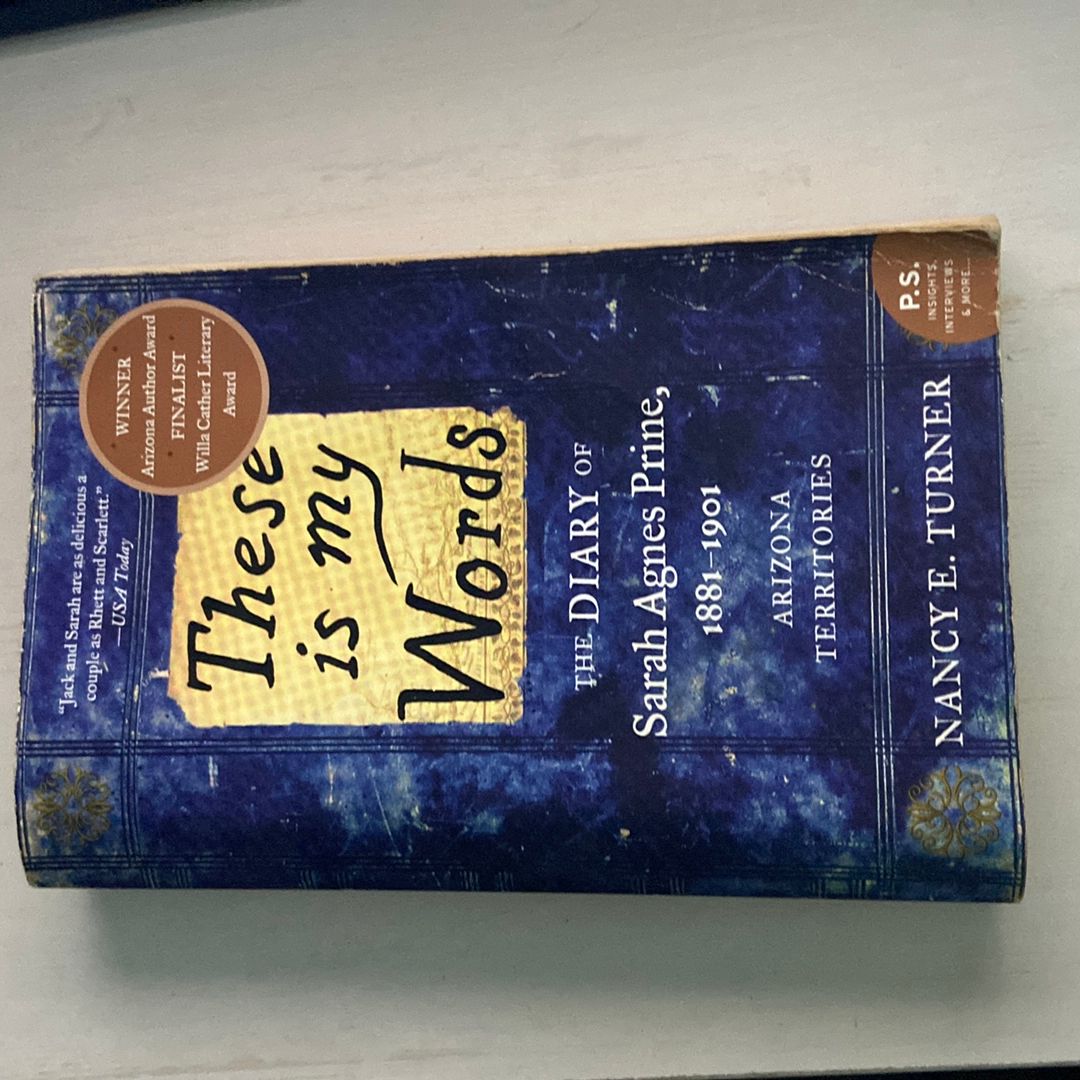 “Jack and Sarah are as delicious a
couple as Rhett and Scarlett.”
—USA Today
WINNER
Arizona Author Award
FINALIST
Willa Cather Literary
Award
These
is my
Words
THE DIARY OF
Sarah Agnes Prine,
1881–1901
ARIZONA
TERRITORIES
NANCY E. TURNER
P.S.
INSIGHTS,
INTERVIEWS
& MORE...